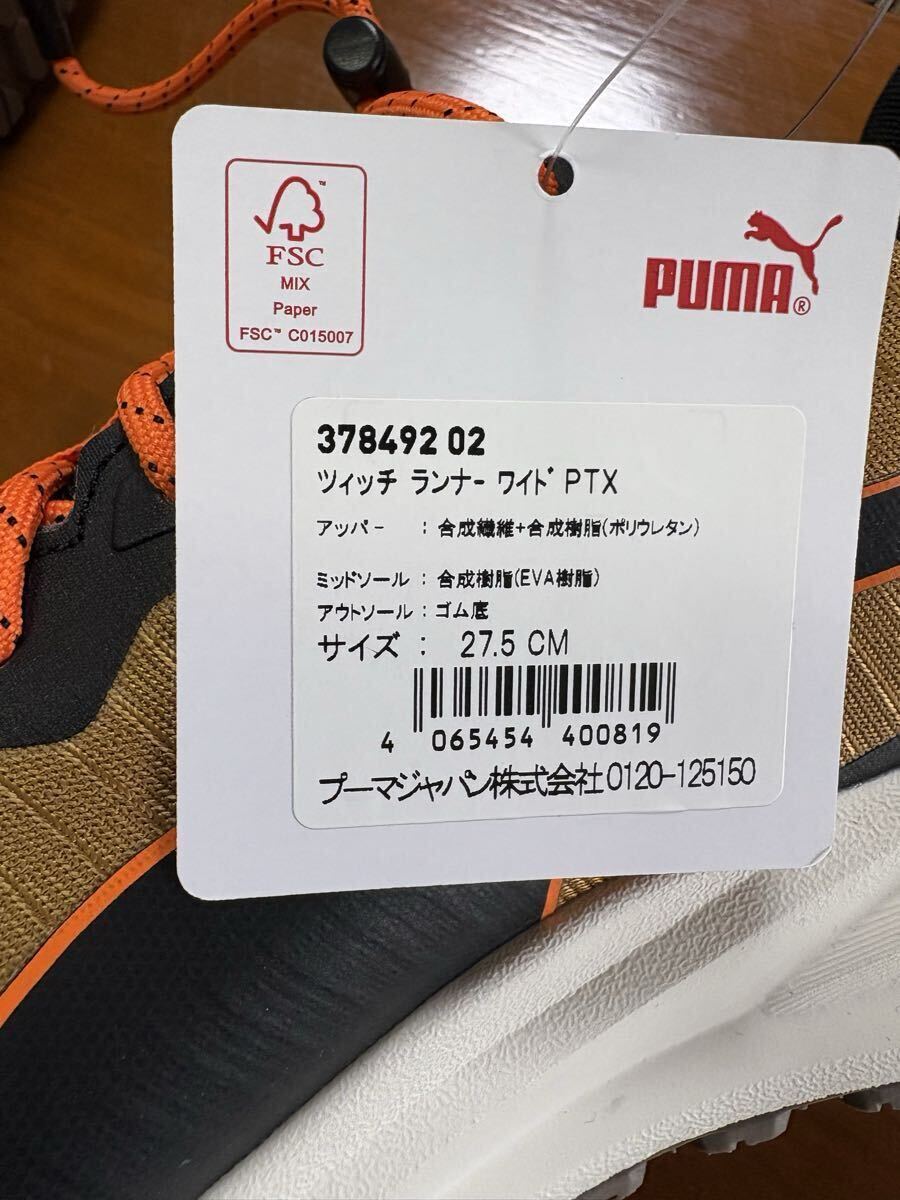 FSC™
MIX
Paper
FSC™ C015007
PUMA®
378492 02
ツィッチ ランナー ワイド PTX
アッパー : 合成繊維+合成樹脂(ポリウレタン)
ミッドソール : 合成樹脂(EVA樹脂)
アウトソール : ゴム底
サイズ : 27.5 CM
4 065454 400819
プーマジャパン株式会社 0120-125150